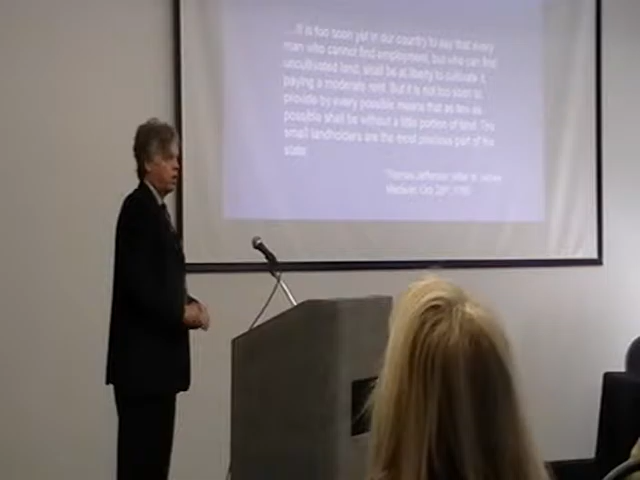 ...It is too soon yet in our country to say that every
man who cannot find employment, but who can find
uncultivated land, shall be at liberty to cultivate it,
paying a moderate rent. But it is not too soon to
provide by every possible means that as few as
possible shall be without a little portion of land. The
small landholders are the most precious part of the
state.
Thomas Jefferson letter to James
Madison, Oct 28th, 1785